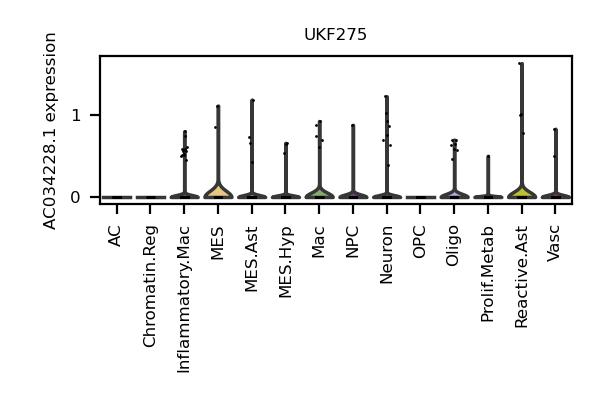 UKF275
AC034228.1 expression
1
0
AC
Chromatin.Reg
Inflammatory.Mac
MES
MES.Ast
MES.Hyp
Mac
NPC
Neuron
OPC
Oligo
Prolif.Metab
Reactive.Ast
Vasc